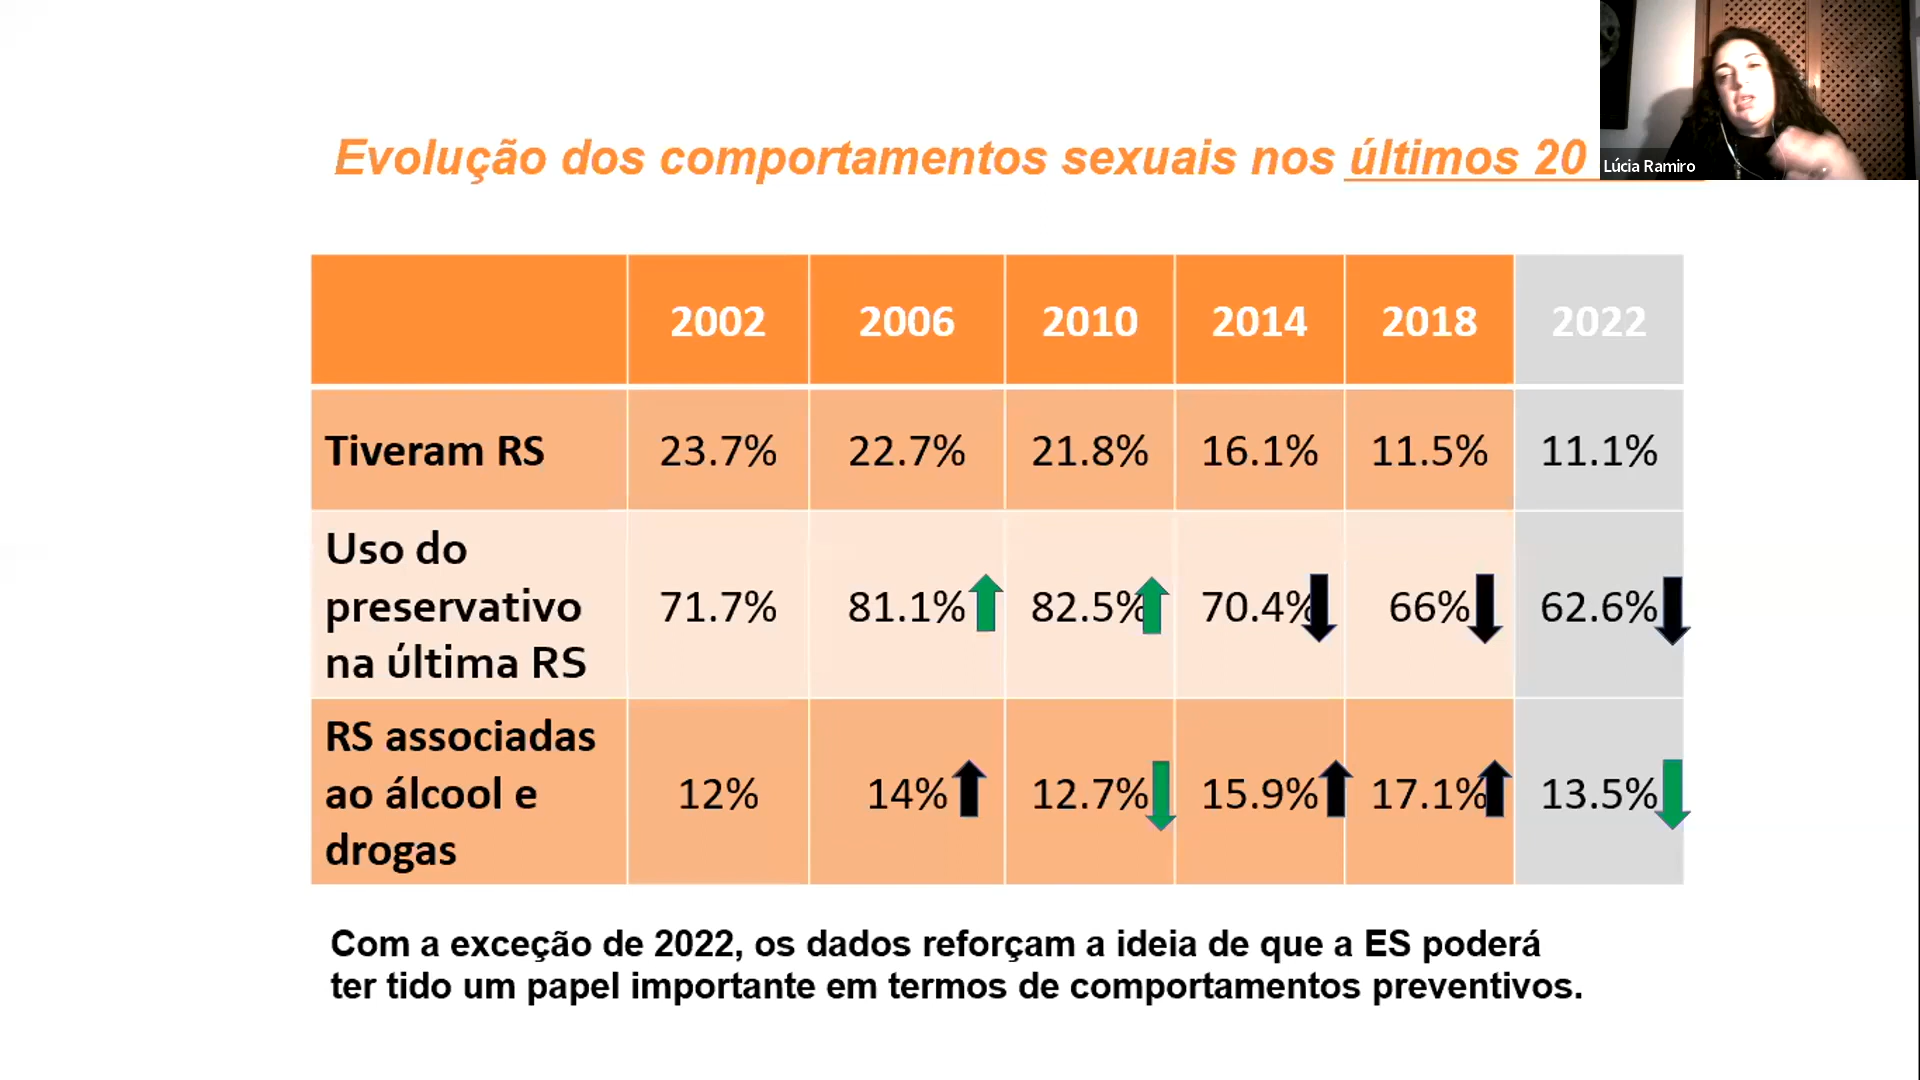 Lúcia Ramiro
Evolução dos comportamentos sexuais nos últimos 20
2002 2006 2010 2014 2018 2022
Tiveram RS 23.7% 22.7% 21.8% 16.1% 11.5% 11.1%
Uso do
preservativo 71.7% 81.1% 82.5% 70.4% 66% 62.6%
na última RS
RS associadas
ao álcool e 12% 14% 12.7% 15.9% 17.1% 13.5%
drogas
Com a exceção de 2022, os dados reforçam a ideia de que a ES poderá
ter tido um papel importante em termos de comportamentos preventivos.